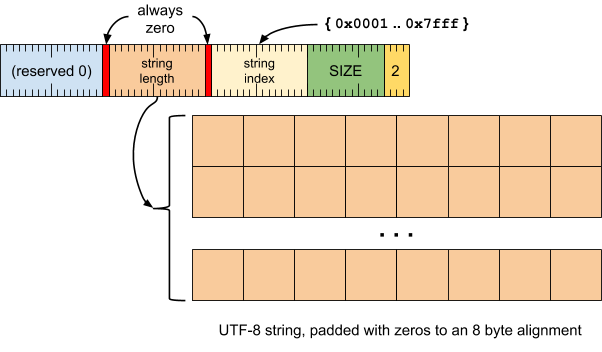 always
zero
{ 0x0001 .. 0x7fff }
(reserved 0)
string
length
string
index
SIZE
2
...
UTF-8 string, padded with zeros to an 8 byte alignment